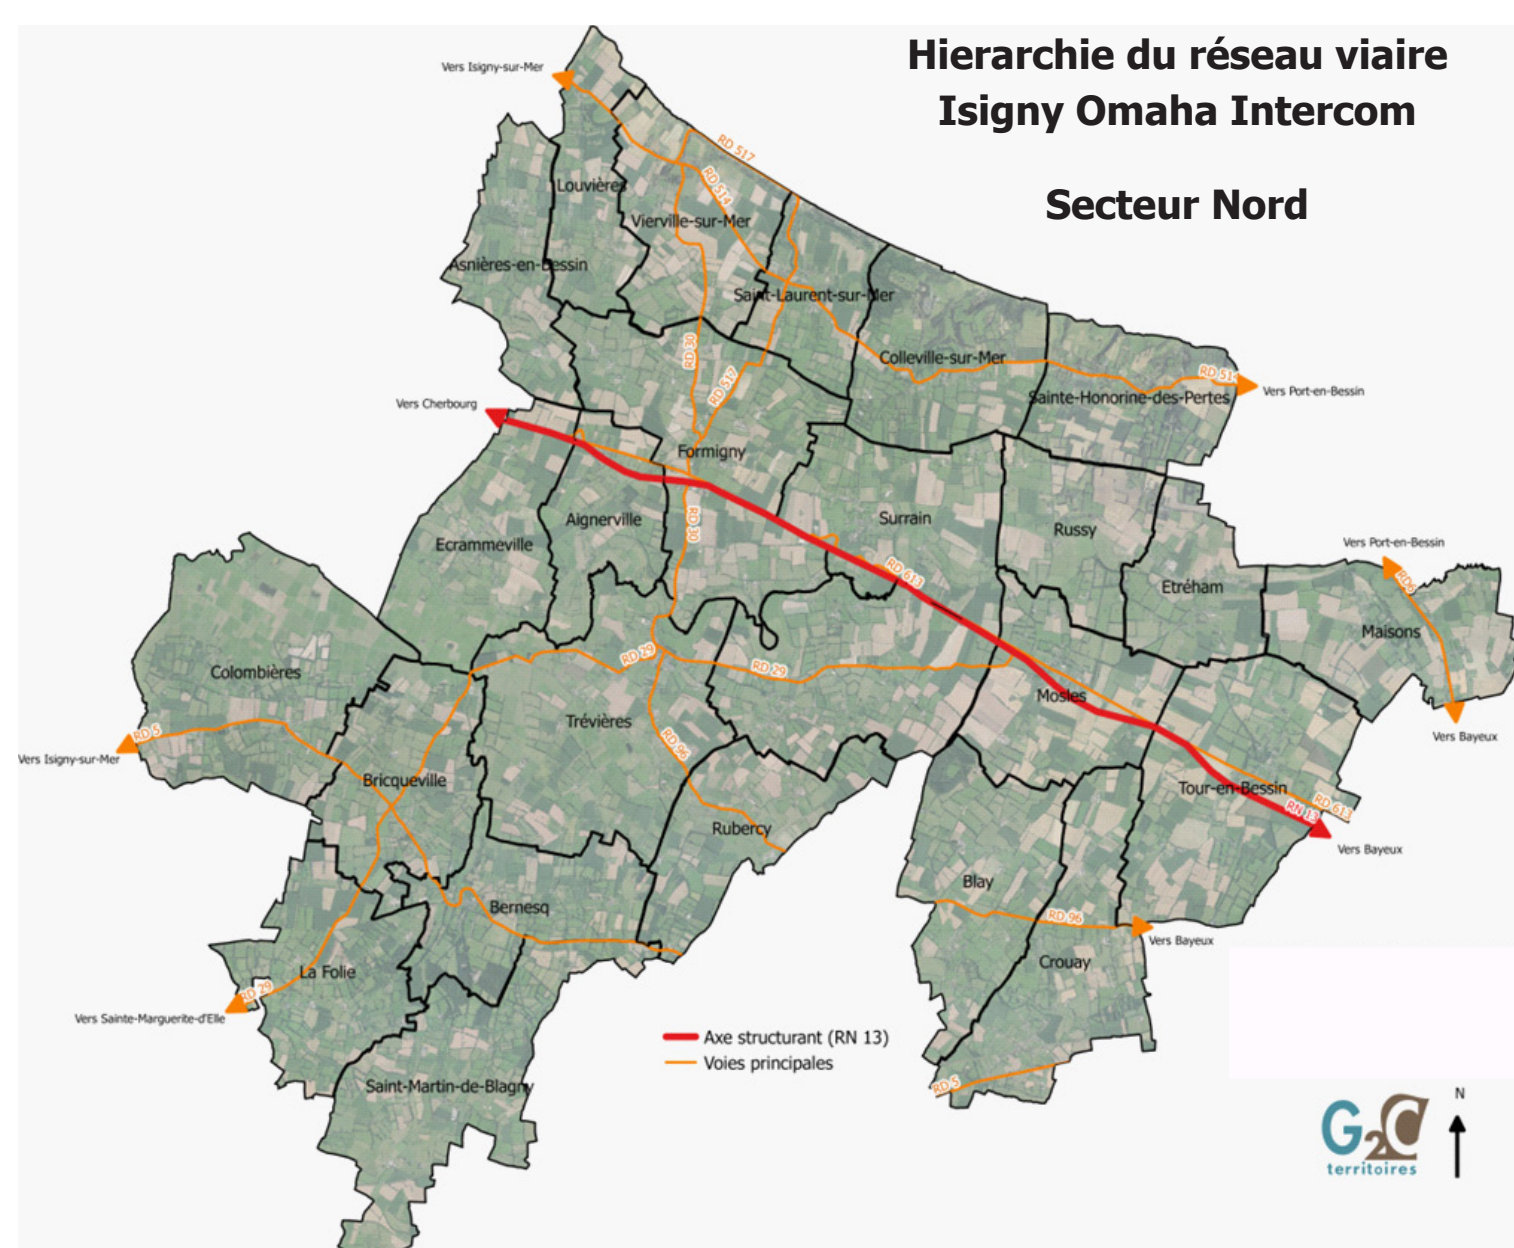 Hierarchie du réseau viaire
Isigny Omaha Intercom
Secteur Nord
Vers Isigny-sur-Mer
RD 517
RD 514
Louvières
Vierville-sur-Mer
Asnières-en-Bessin
Saint-Laurent-sur-Mer
RD 30
RD 517
Colleville-sur-Mer
RD 514
Vers Port-en-Bessin
Sainte-Honorine-des-Pertes
Vers Cherbourg
Formigny
Aignerville
RD 30
Surrain
Russy
Ecrammeville
Vers Port-en-Bessin
RD 613
Etréham
RD6
Maisons
Colombières
RD 29
RD 29
Mosles
Trévières
RD 5
Vers Isigny-sur-Mer
RD 96
Vers Bayeux
Bricqueville
Tour-en-Bessin
RD 613
RN 13
Rubercy
Vers Bayeux
Blay
Bernesq
RD 96
Vers Bayeux
La Folie
Crouay
RD 29
Vers Sainte-Marguerite-d'Elle
Axe structurant (RN 13)
Voies principales
Saint-Martin-de-Blagny
RD 5
N
G2C
territoires